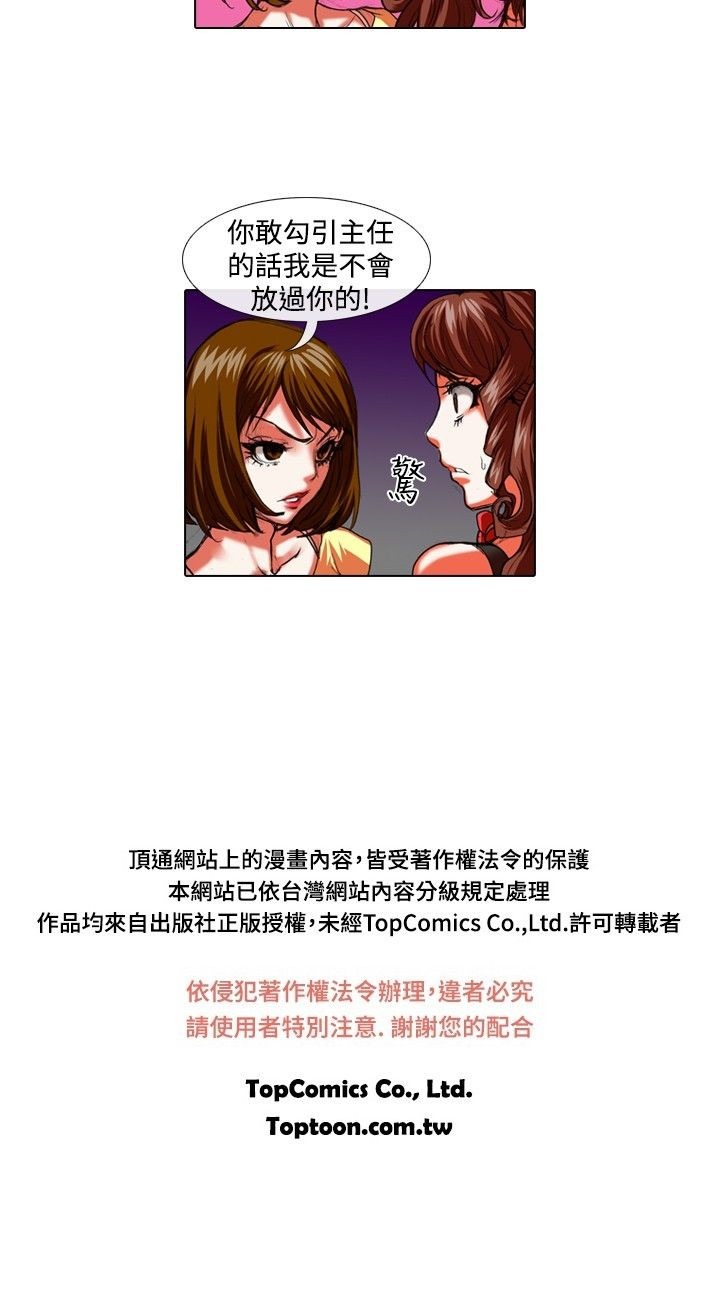 你敢勾引主任
的話我是不會
放過你的!
驚
頂通網站上的漫畫內容，皆受著作權法令的保護
本網站已依台灣網站內容分級規定處理
作品均來自出版社正版授權，未經TopComics Co.,Ltd.許可轉載者
依侵犯著作權法令辦理，違者必究
請使用者特別注意. 謝謝您的配合
TopComics Co., Ltd.
Toptoon.com.tw